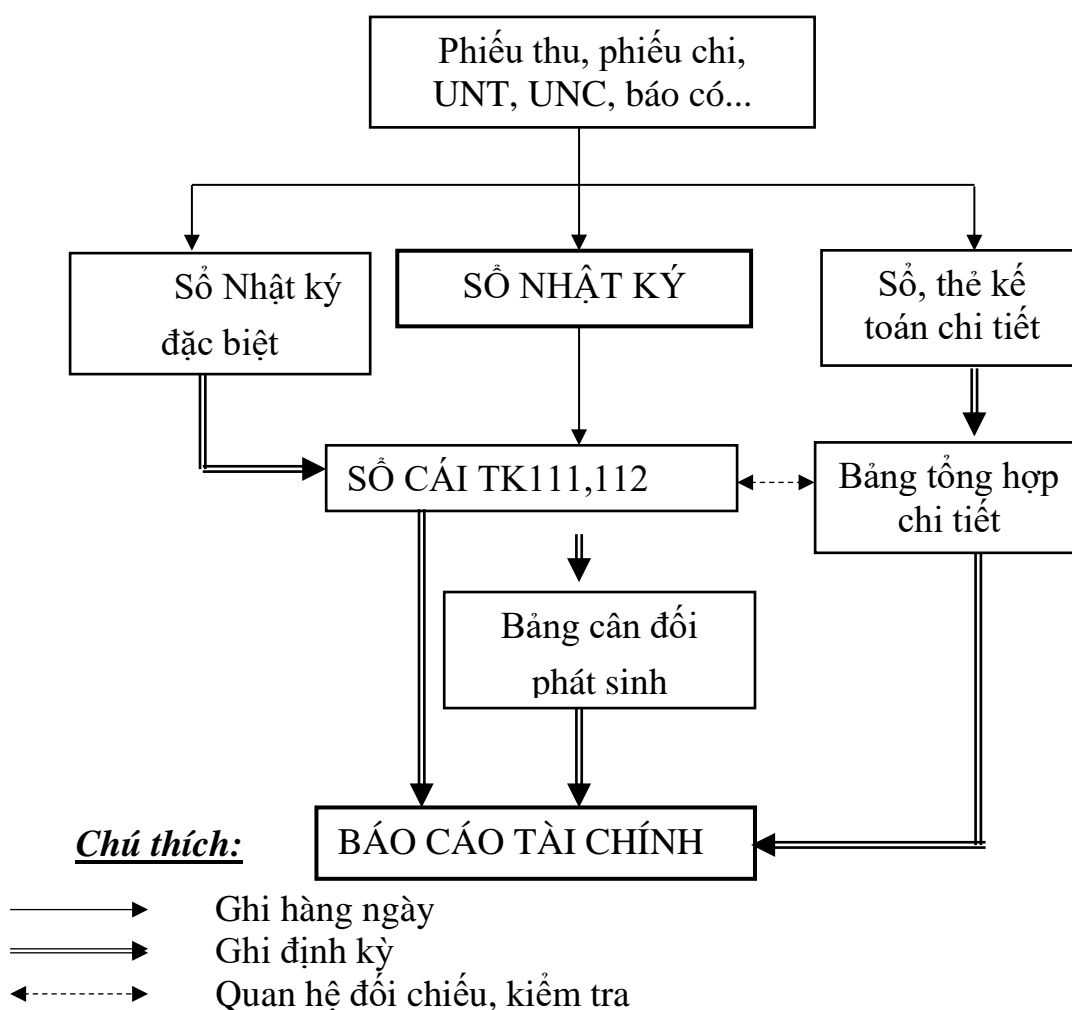 Phiếu thu, phiếu chi,
UNT, UNC, báo có...
Sổ Nhật ký
đặc biệt
SỔ NHẬT KÝ
Sổ, thẻ kế
toán chi tiết
SỔ CÁI TK111,112
Bảng tổng hợp
chi tiết
Bảng cân đối
phát sinh
BÁO CÁO TÀI CHÍNH
Chú thích:
Ghi hàng ngày
Ghi định kỳ
Quan hệ đối chiếu, kiểm tra